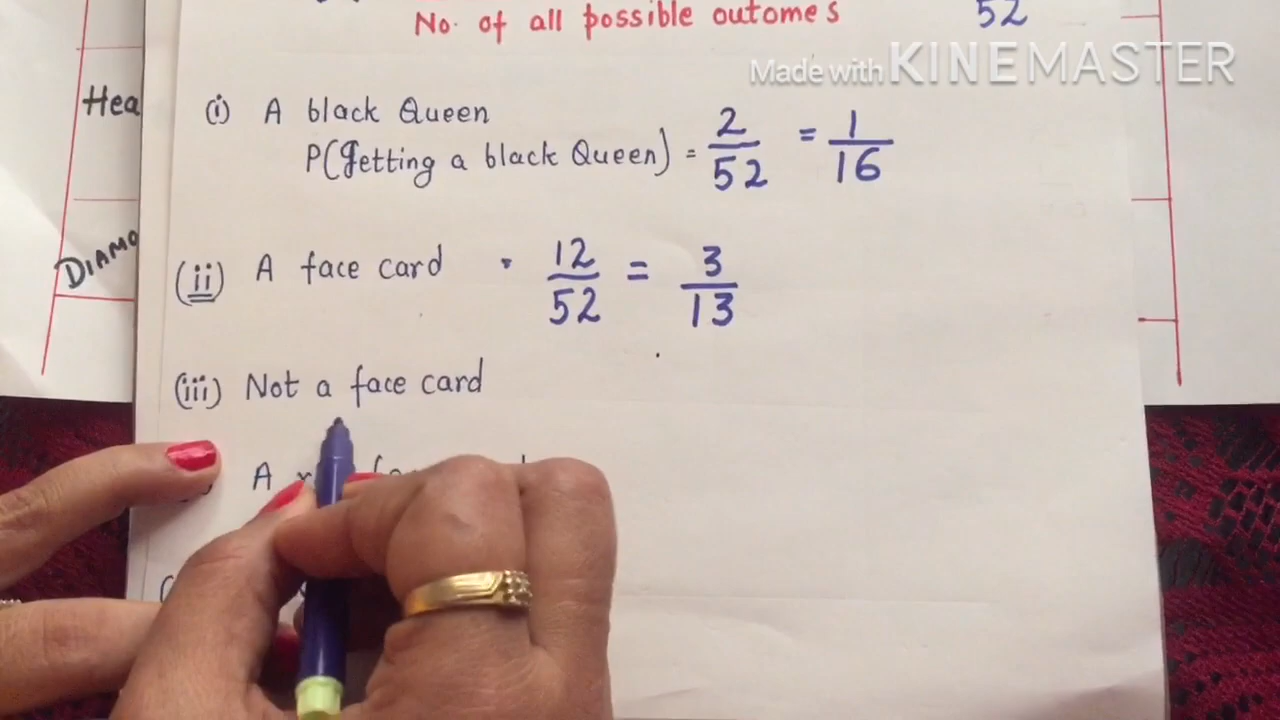 No. of all possible outomes 52
Made with KINEMASTER
Hea
(i) A black Queen
P(getting a black Queen) = 2/52 = 1/16
DIAMO
(ii) A face card • 12/52 = 3/13
(iii) Not a face card
A